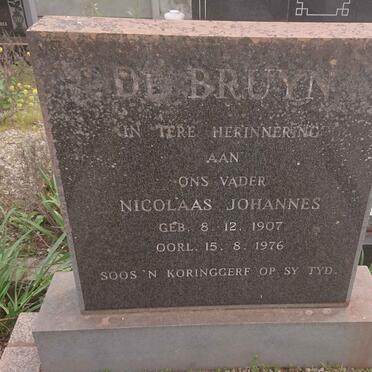 DE BRUYN
IN TERE HERINNERING
AAN
ONS VADER
NICOLAAS JOHANNES
GEB. 8. 12. 1907
OORL. 15. 8. 1976
SOOS 'N KORINGGERF OP SY TYD.